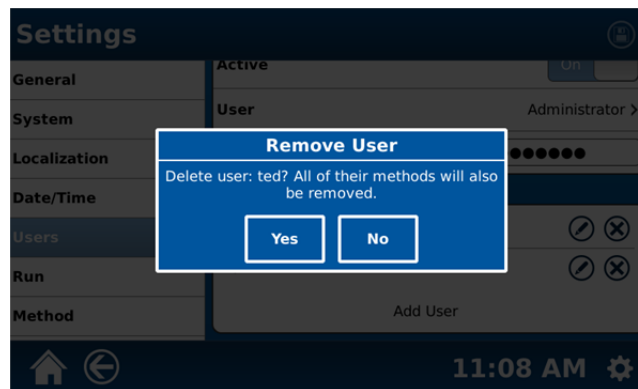 Settings
General
System
Localization
Date/Time
Users
Run
Method
Active
On
User
Administrator >
Remove User
Delete user: ted? All of their methods will also
be removed.
Yes
No
Add User
11:08 AM